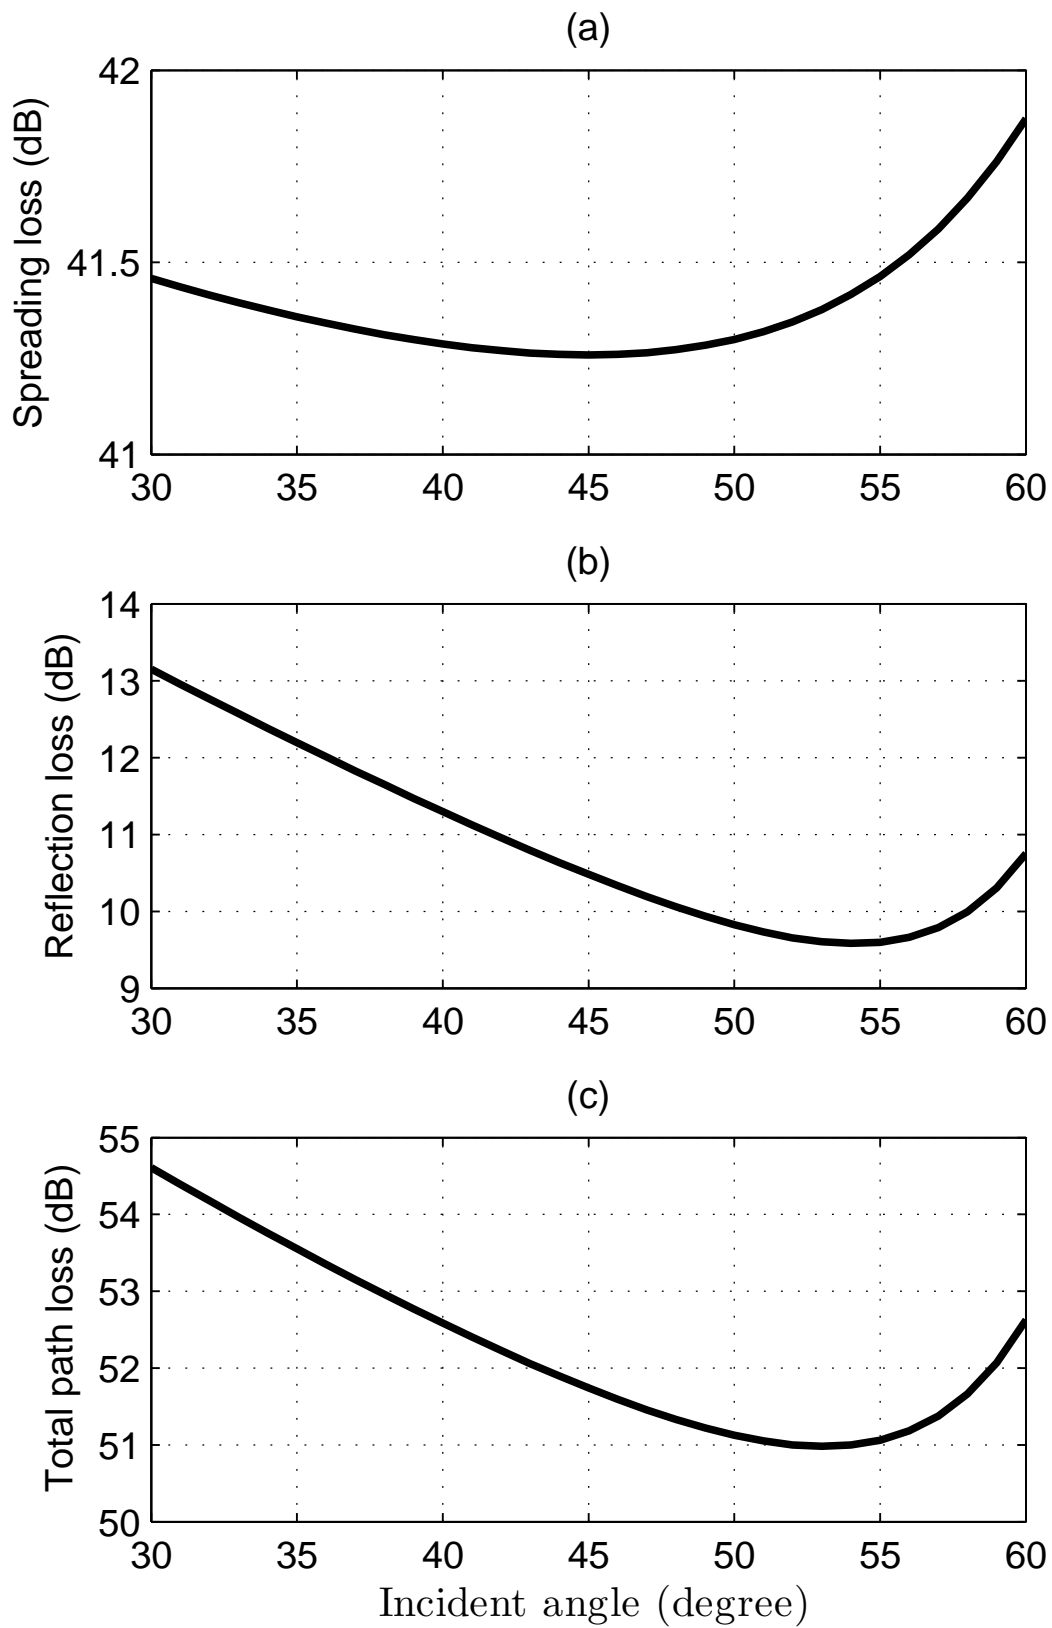 (a)
Spreading loss (dB)
42
41.5
41
30 35 40 45 50 55 60
(b)
Reflection loss (dB)
14
13
12
11
10
9
30 35 40 45 50 55 60
(c)
Total path loss (dB)
55
54
53
52
51
50
30 35 40 45 50 55 60
Incident angle (degree)